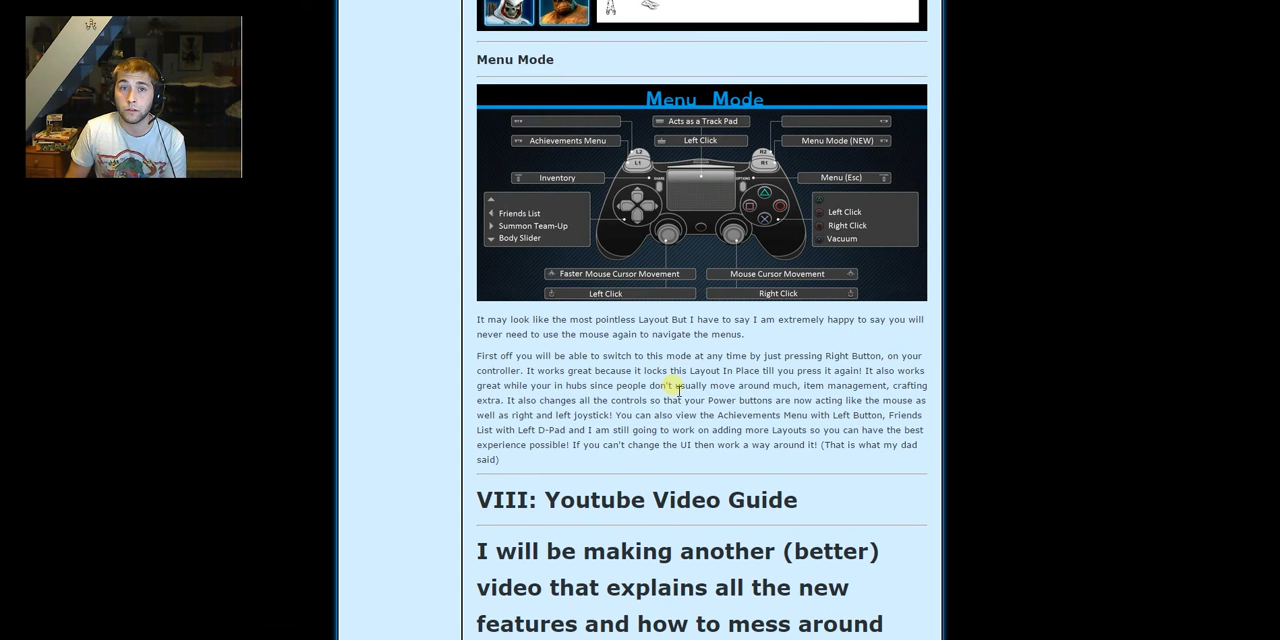 Menu Mode
Menu Mode
Acts as a Track Pad
Achievements Menu
Left Click
Menu Mode (NEW)
L2
R2
L1
R1
Inventory
SHARE
OPTIONS
Menu (Esc)
Friends List
Summon Team-Up
Body Slider
Left Click
Right Click
Vacuum
Faster Mouse Cursor Movement
Mouse Cursor Movement
Left Click
Right Click
It may look like the most pointless Layout But I have to say I am extremely happy to say you will
never need to use the mouse again to navigate the menus.
First off you will be able to switch to this mode at any time by just pressing Right Button, on your
controller. It works great because it locks this Layout In Place till you press it again! It also works
great while your in hubs since people don't usually move around much, item management, crafting
extra. It also changes all the controls so that your Power buttons are now acting like the mouse as
well as right and left joystick! You can also view the Achievements Menu with Left Button, Friends
List with Left D-Pad and I am still going to work on adding more Layouts so you can have the best
experience possible! If you can't change the UI then work a way around it! (That is what my dad
said)
VIII: Youtube Video Guide
I will be making another (better)
video that explains all the new
features and how to mess around